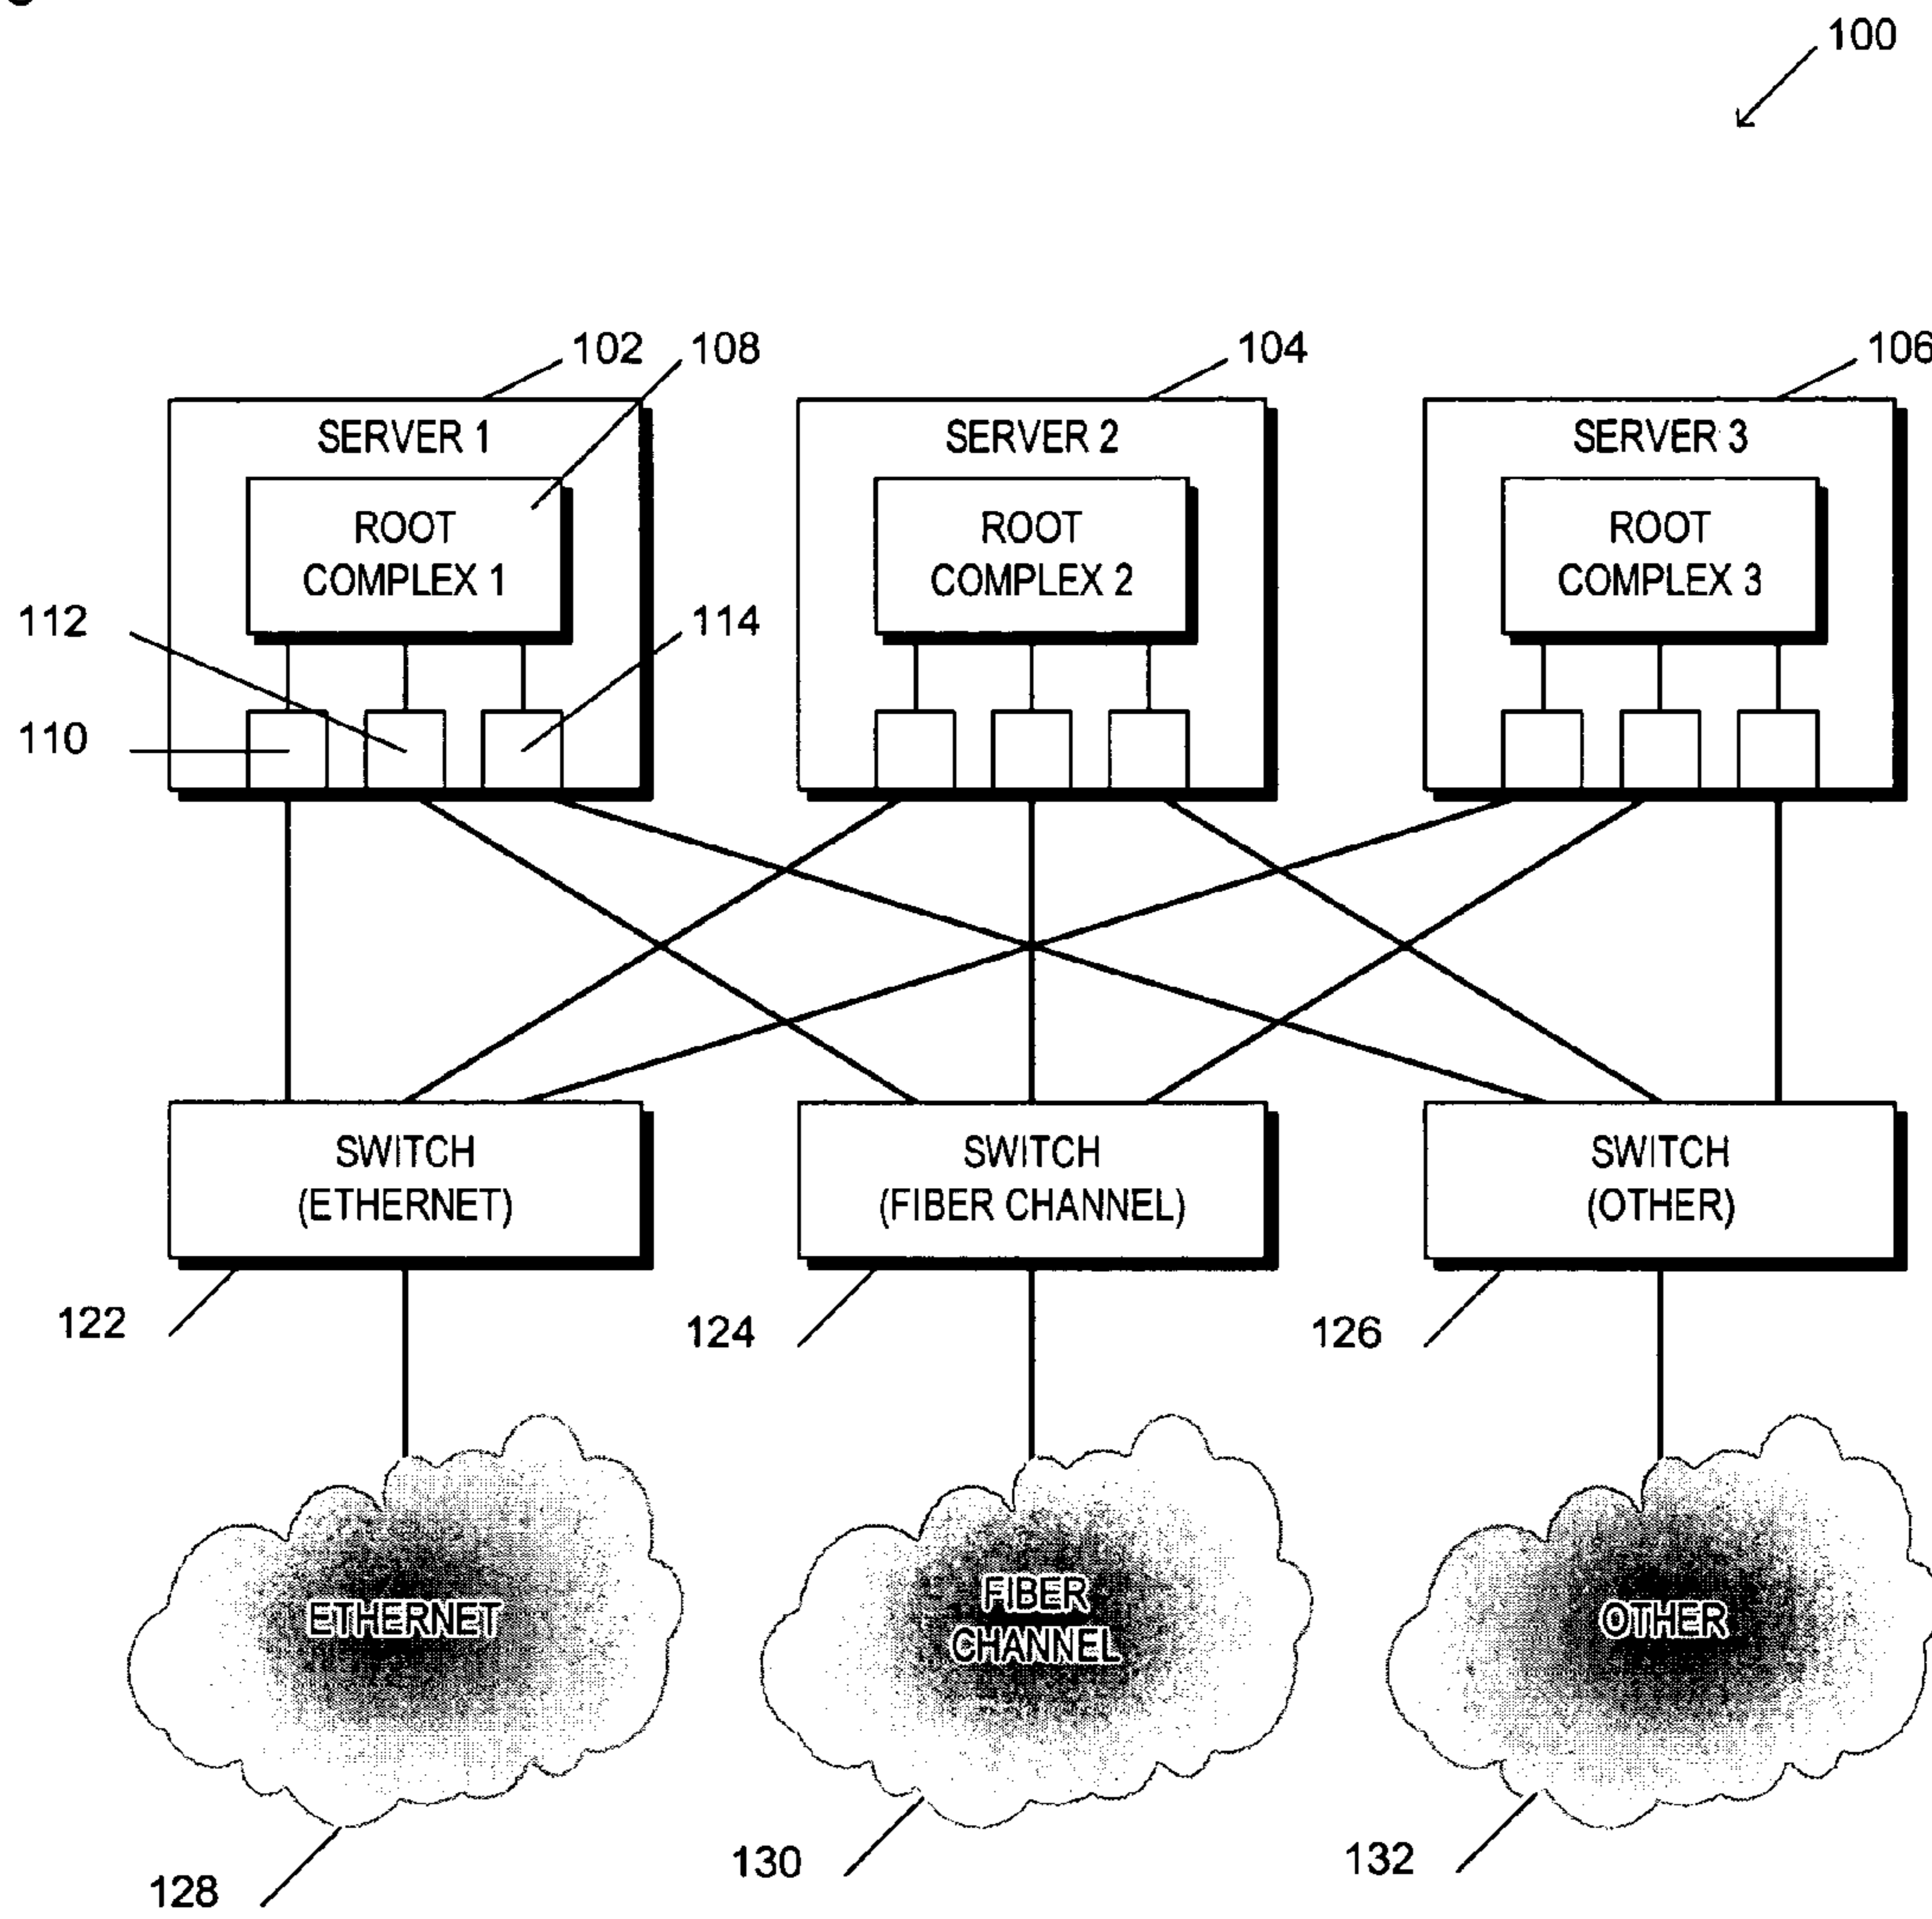 100
102
108
104
106
SERVER 1
SERVER 2
SERVER 3
ROOT
COMPLEX 1
ROOT
COMPLEX 2
ROOT
COMPLEX 3
112
114
110
SWITCH
(ETHERNET)
SWITCH
(FIBER CHANNEL)
SWITCH
(OTHER)
122
124
126
ETHERNET
FIBER
CHANNEL
OTHER
128
130
132